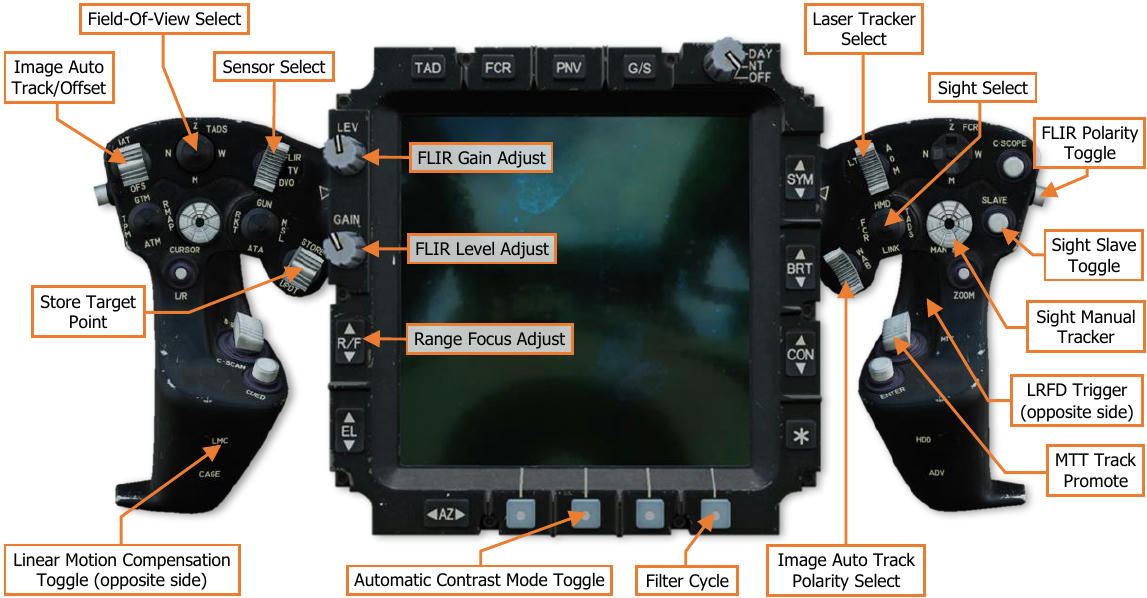 Field-Of-View Select
Laser Tracker
Select
Image Auto
Track/Offset
Sensor Select
Sight Select
FLIR Polarity
Toggle
TAD
FCR
PNV
G/S
DAY
NT
OFF
Z
TADS
N
W
M
IAT
OFS
FLIR
TV
DVO
LEV
FLIR Gain Adjust
GAIN
FLIR Level Adjust
GTM
RMAP
TPM
ATM
GUN
RKT
MSL
ATA
CURSOR
L/R
STORE
UPDT
Store Target
Point
R/F
Range Focus Adjust
C-SCAN
CUED
EL
LMC
CAGE
SYM
BRT
CON
*
Z
FCR
N
W
M
C-SCOPE
LT
A
O
M
HMD
TADS
FCR
LINK
SLAVE
MAN
WAB
ZOOM
Sight Slave
Toggle
Sight Manual
Tracker
MTT
ENTER
LRFD Trigger
(opposite side)
HDD
ADV
MTT Track
Promote
AZ
Linear Motion Compensation
Toggle (opposite side)
Automatic Contrast Mode Toggle
Filter Cycle
Image Auto Track
Polarity Select